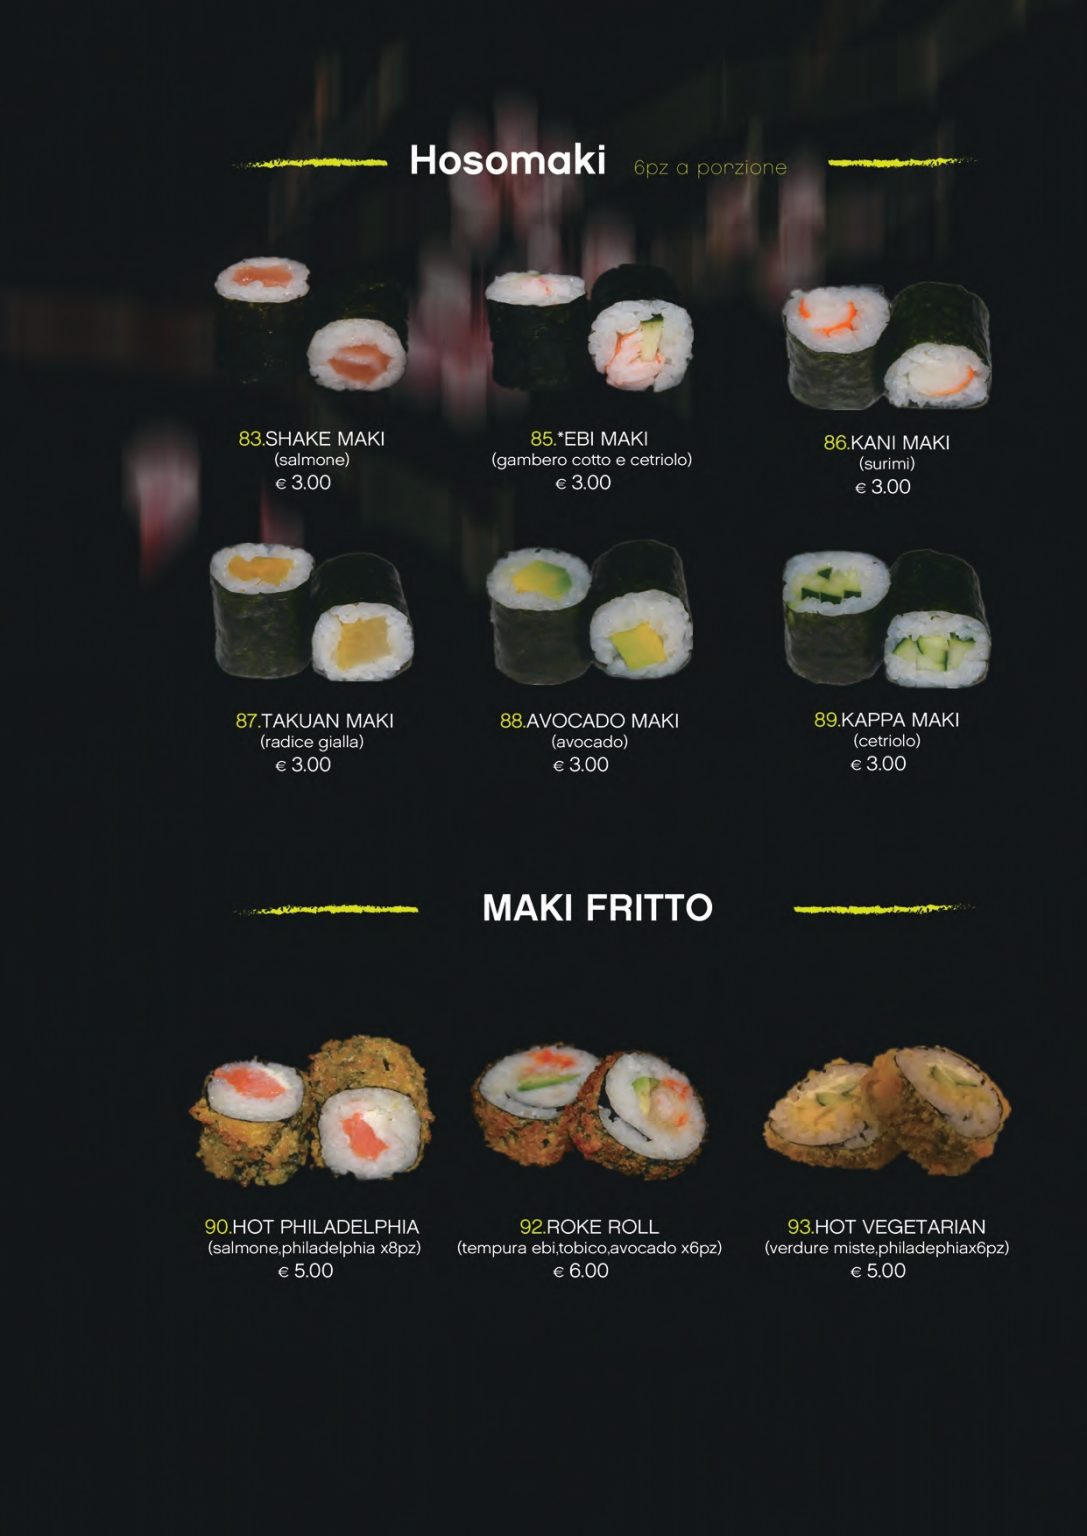 Hosomaki 6pz a porzione
83.SHAKE MAKI
(salmone)
€ 3.00
85.*EBI MAKI
(gambero cotto e cetriolo)
€ 3.00
86.KANI MAKI
(surimi)
€ 3.00
87.TAKUAN MAKI
(radice gialla)
€ 3.00
88.AVOCADO MAKI
(avocado)
€ 3.00
89.KAPPA MAKI
(cetriolo)
€ 3.00
MAKI FRITTO
90.HOT PHILADELPHIA
(salmone,philadelphia x8pz)
€ 5.00
92.ROKE ROLL
(tempura ebi,tobico,avocado x6pz)
€ 6.00
93.HOT VEGETARIAN
(verdure miste,philadephiax6pz)
€ 5.00